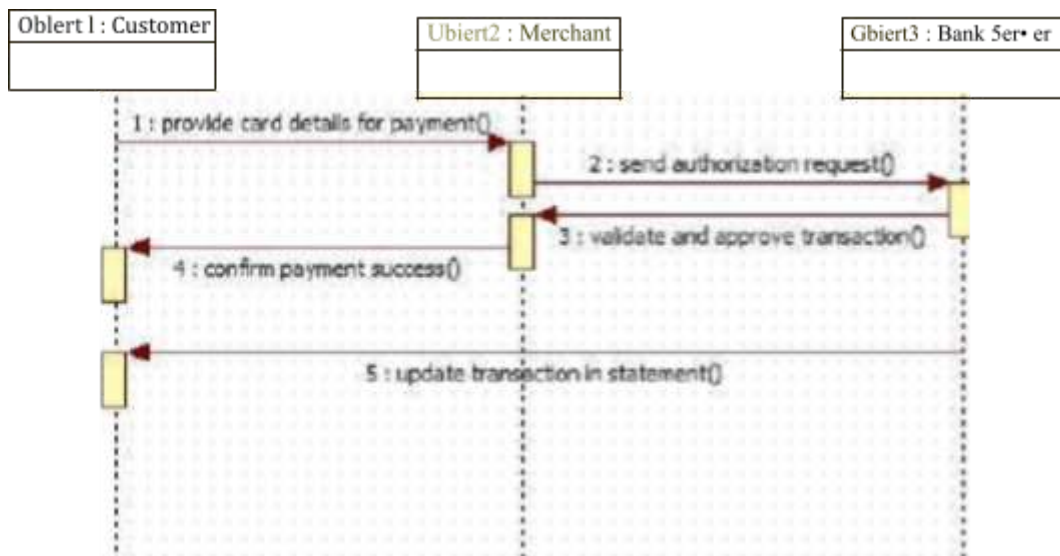 Oblert l : Customer
Ubiert2 : Merchant
Gbiert3 : Bank 5er• er
1 : provide card details for payment()
2 : send authorization request()
3 : validate and approve transaction()
4 : confirm payment success()
5 : update transaction in statement()